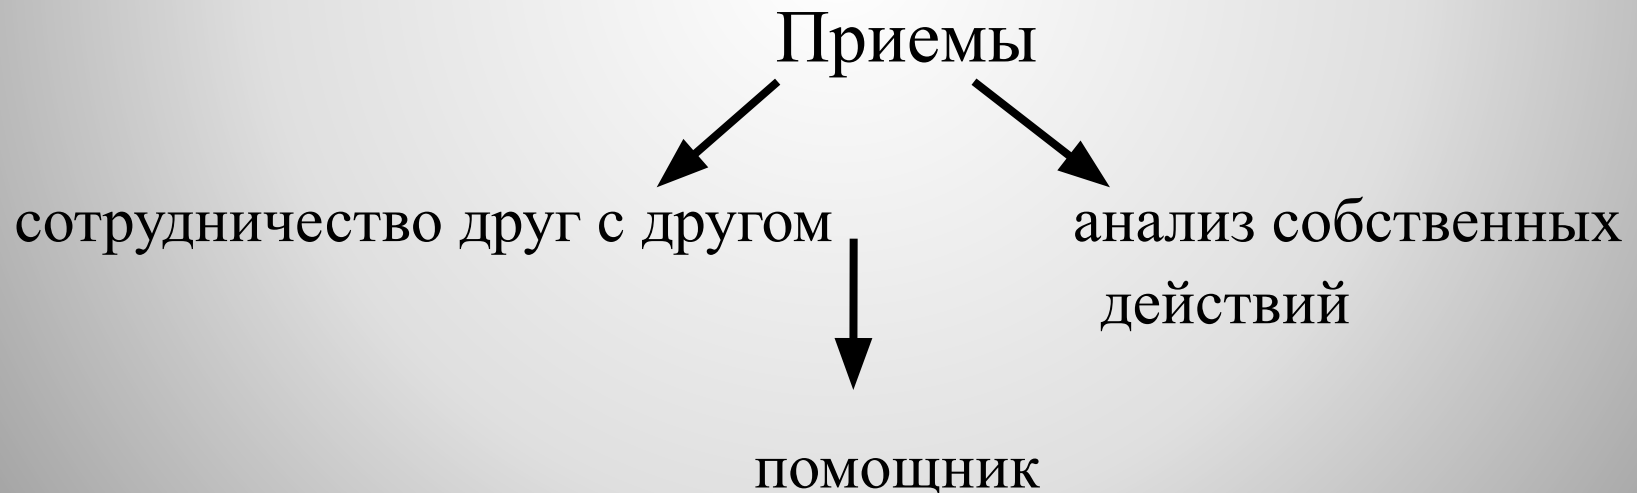 Приемы
сотрудничество друг с другом
анализ собственных
действий
помощник